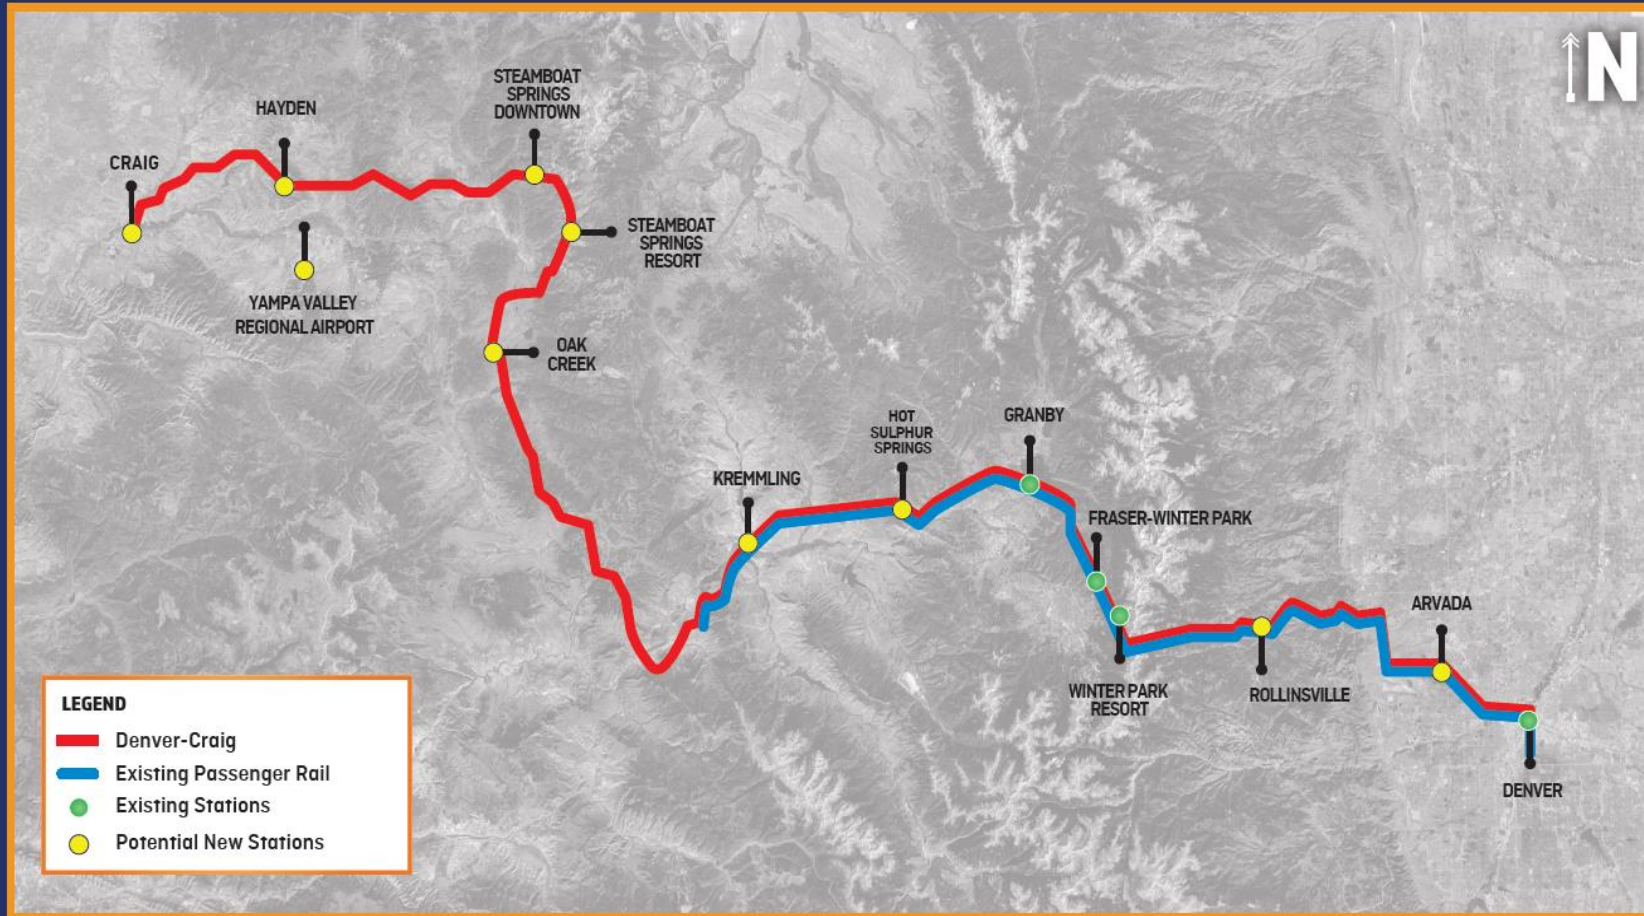 N
STEAMBOAT
SPRINGS
DOWNTOWN
HAYDEN
CRAIG
STEAMBOAT
SPRINGS
RESORT
YAMPA VALLEY
REGIONAL AIRPORT
OAK
CREEK
HOT
SULPHUR
SPRINGS
GRANBY
KREMMLING
FRASER-WINTER PARK
ARVADA
WINTER PARK
RESORT
ROLLINSVILLE
DENVER
LEGEND
Denver-Craig
Existing Passenger Rail
Existing Stations
Potential New Stations